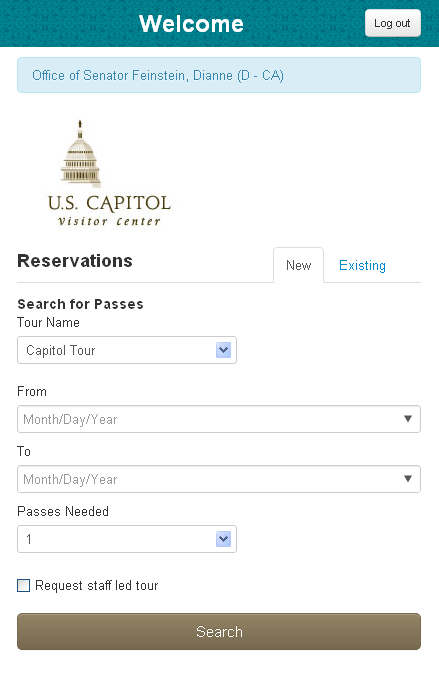 Welcome
Log out
Office of Senator Feinstein, Dianne (D - CA)
U.S. CAPITOL
Visitor Center
Reservations
New
Existing
Search for Passes
Tour Name
Capitol Tour
From
Month/Day/Year
To
Month/Day/Year
Passes Needed
1
Request staff led tour
Search